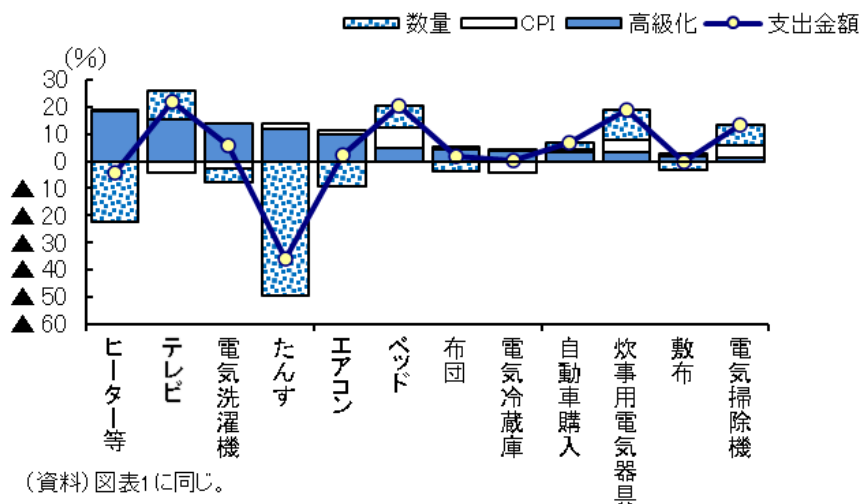 数量 CPI 高級化 支出金額
(%)
30
20
10
0
▲ 10
▲ 20
▲ 30
▲ 40
▲ 50
▲ 60
ヒーター等
テレビ
電気洗濯機
たんす
エアコン
ベッド
布団
電気冷蔵庫
自動車購入
炊事用電気器具
敷布
電気掃除機
(資料)図表1に同じ。